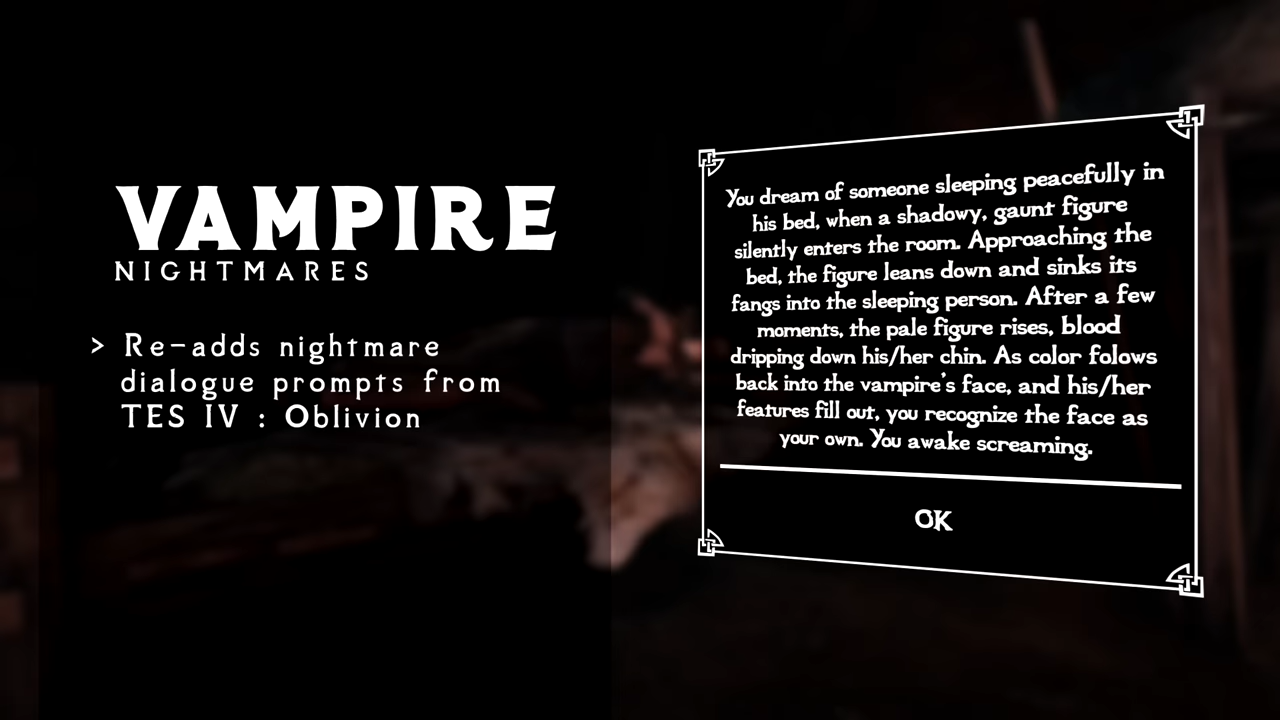 VAMPIRE
NIGHTMARES
> Re-adds nightmare
dialogue prompts from
TES IV : Oblivion
You dream of someone sleeping peacefully in
his bed, when a shadowy, gaunt figure
silently enters the room. Approaching the
bed, the figure leans down and sinks its
fangs into the sleeping person. After a few
moments, the pale figure rises, blood
dripping down his/her chin. As color folows
back into the vampire's face, and his/her
features fill out, you recognize the face as
your own. You awake screaming.
OK